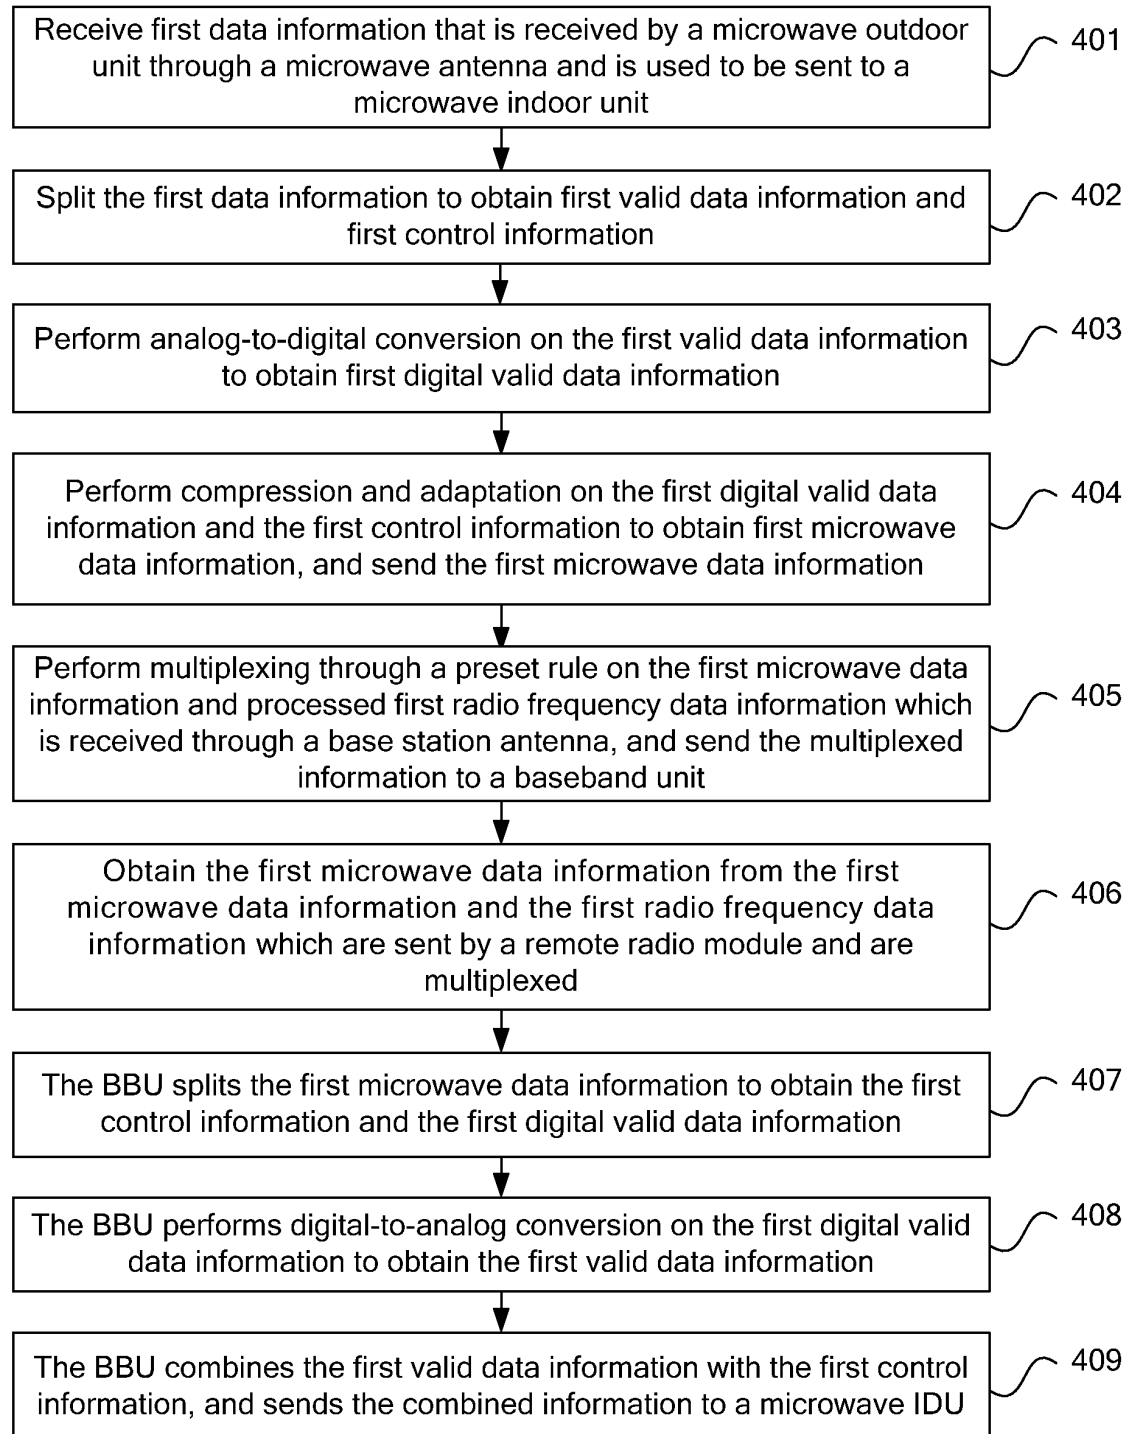 Receive first data information that is received by a microwave outdoor
unit through a microwave antenna and is used to be sent to a
microwave indoor unit
401
Split the first data information to obtain first valid data information and
first control information
402
Perform analog-to-digital conversion on the first valid data information
to obtain first digital valid data information
403
Perform compression and adaptation on the first digital valid data
information and the first control information to obtain first microwave
data information, and send the first microwave data information
404
Perform multiplexing through a preset rule on the first microwave data
information and processed first radio frequency data information which
is received through a base station antenna, and send the multiplexed
information to a baseband unit
405
Obtain the first microwave data information from the first
microwave data information and the first radio frequency data
information which are sent by a remote radio module and are
multiplexed
406
The BBU splits the first microwave data information to obtain the first
control information and the first digital valid data information
407
The BBU performs digital-to-analog conversion on the first digital valid
data information to obtain the first valid data information
408
The BBU combines the first valid data information with the first control
information, and sends the combined information to a microwave IDU
409